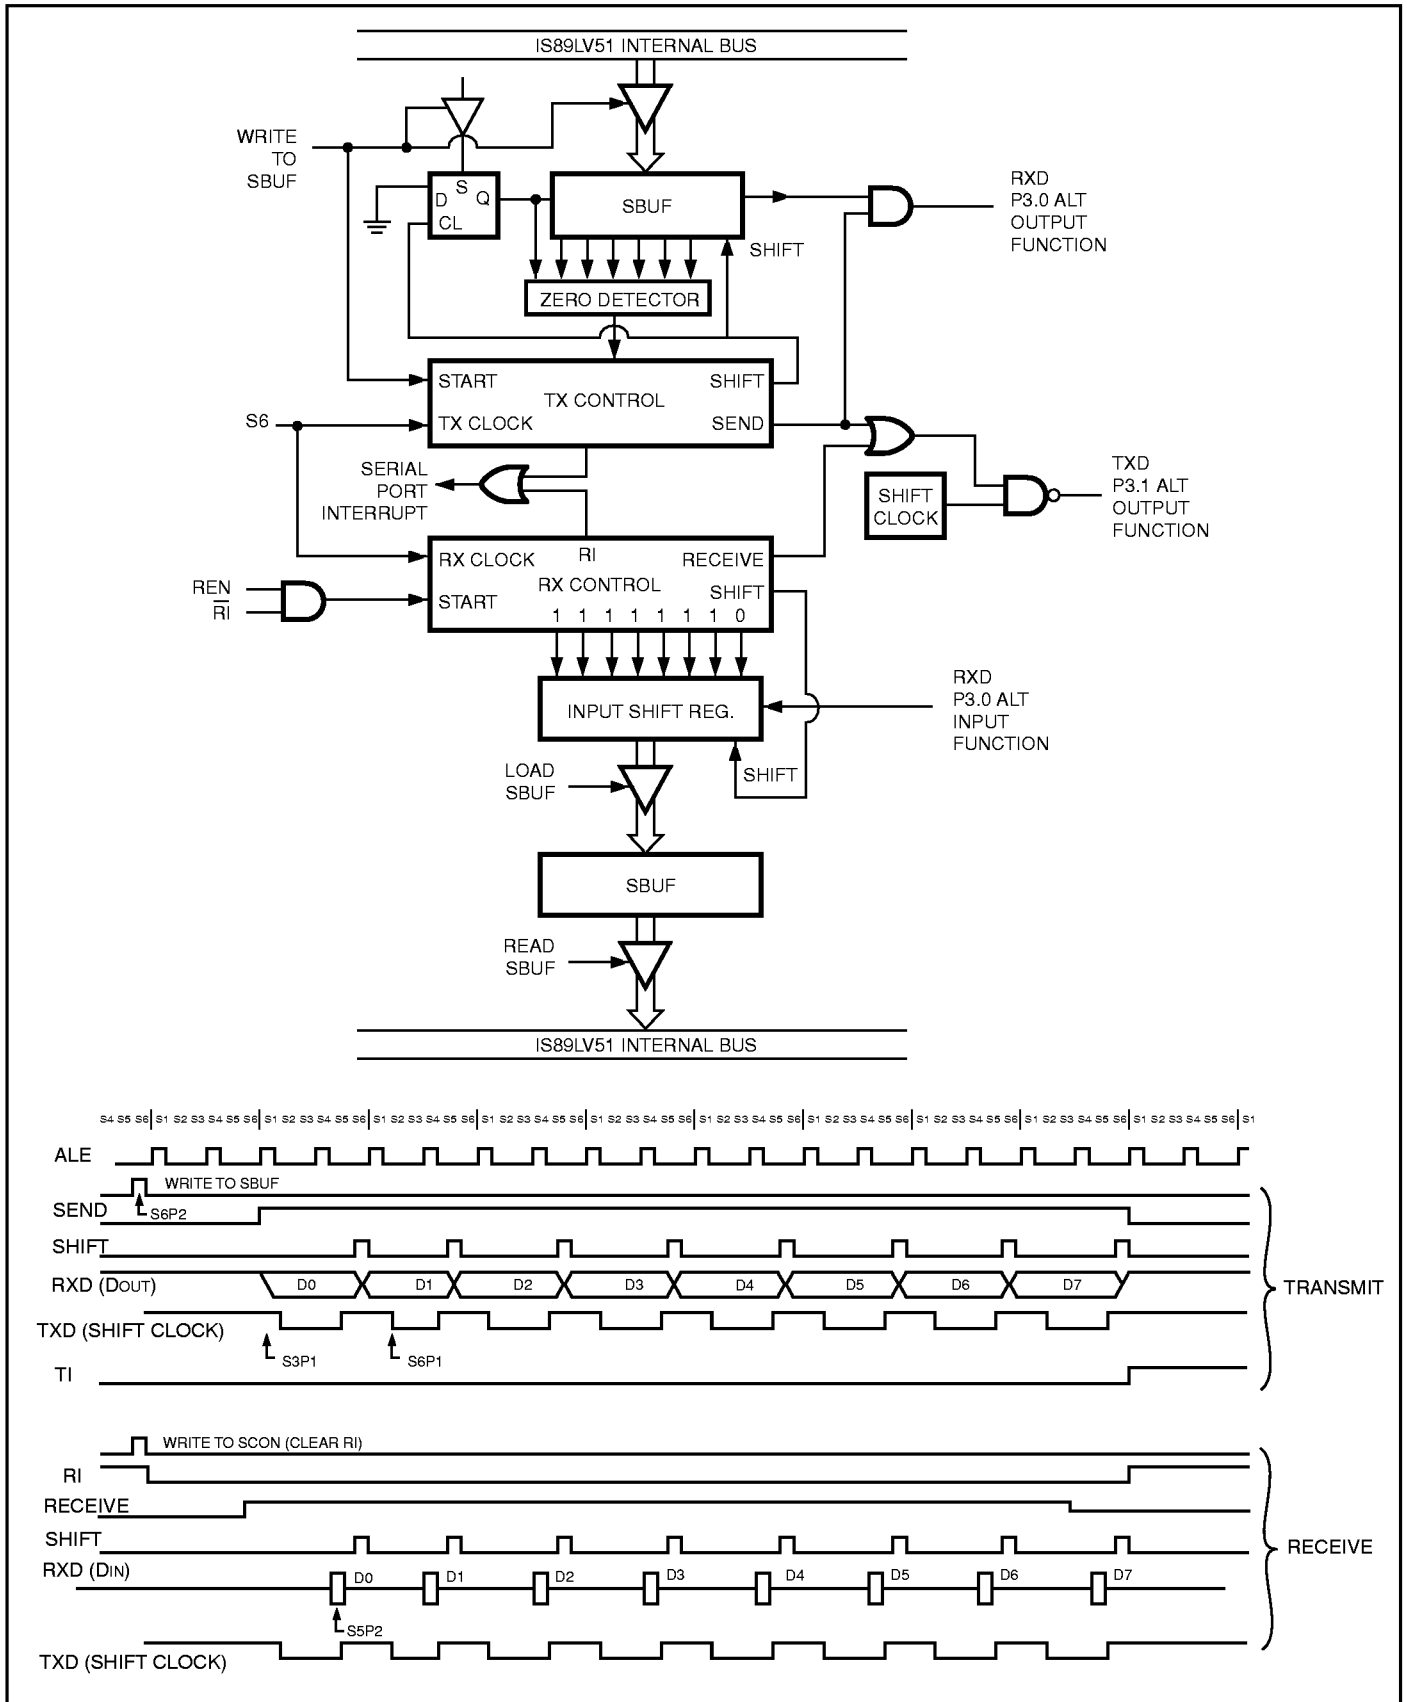 IS89LV51 INTERNAL BUS
WRITE
TO
SBUF
S
D
Q
CL
SBUF
RXD
P3.0 ALT
OUTPUT
FUNCTION
SHIFT
ZERO DETECTOR
START
SHIFT
TX CONTROL
S6
TX CLOCK
SEND
SERIAL
PORT
INTERRUPT
SHIFT
CLOCK
TXD
P3.1 ALT
OUTPUT
FUNCTION
RX CLOCK
RI
RECEIVE
RX CONTROL
SHIFT
REN
RI
START
1 1 1 1 1 1 1 0
INPUT SHIFT REG.
RXD
P3.0 ALT
INPUT
FUNCTION
LOAD
SBUF
SHIFT
SBUF
READ
SBUF
IS89LV51 INTERNAL BUS
S4 S5 S6 S1 S2 S3 S4 S5 S6 S1 S2 S3 S4 S5 S6 S1 S2 S3 S4 S5 S6 S1 S2 S3 S4 S5 S6 S1 S2 S3 S4 S5 S6 S1 S2 S3 S4 S5 S6 S1 S2 S3 S4 S5 S6 S1 S2 S3 S4 S5 S6 S1 S2 S3 S4 S5 S6 S1 S2 S3 S4 S5 S6 S1
ALE
WRITE TO SBUF
SEND
S6P2
SHIFT
RXD (DOUT)
D0 D1 D2 D3 D4 D5 D6 D7
TRANSMIT
TXD (SHIFT CLOCK)
S3P1
S6P1
TI
WRITE TO SCON (CLEAR RI)
RI
RECEIVE
SHIFT
RECEIVE
RXD (DIN)
D0 D1 D2 D3 D4 D5 D6 D7
S5P2
TXD (SHIFT CLOCK)